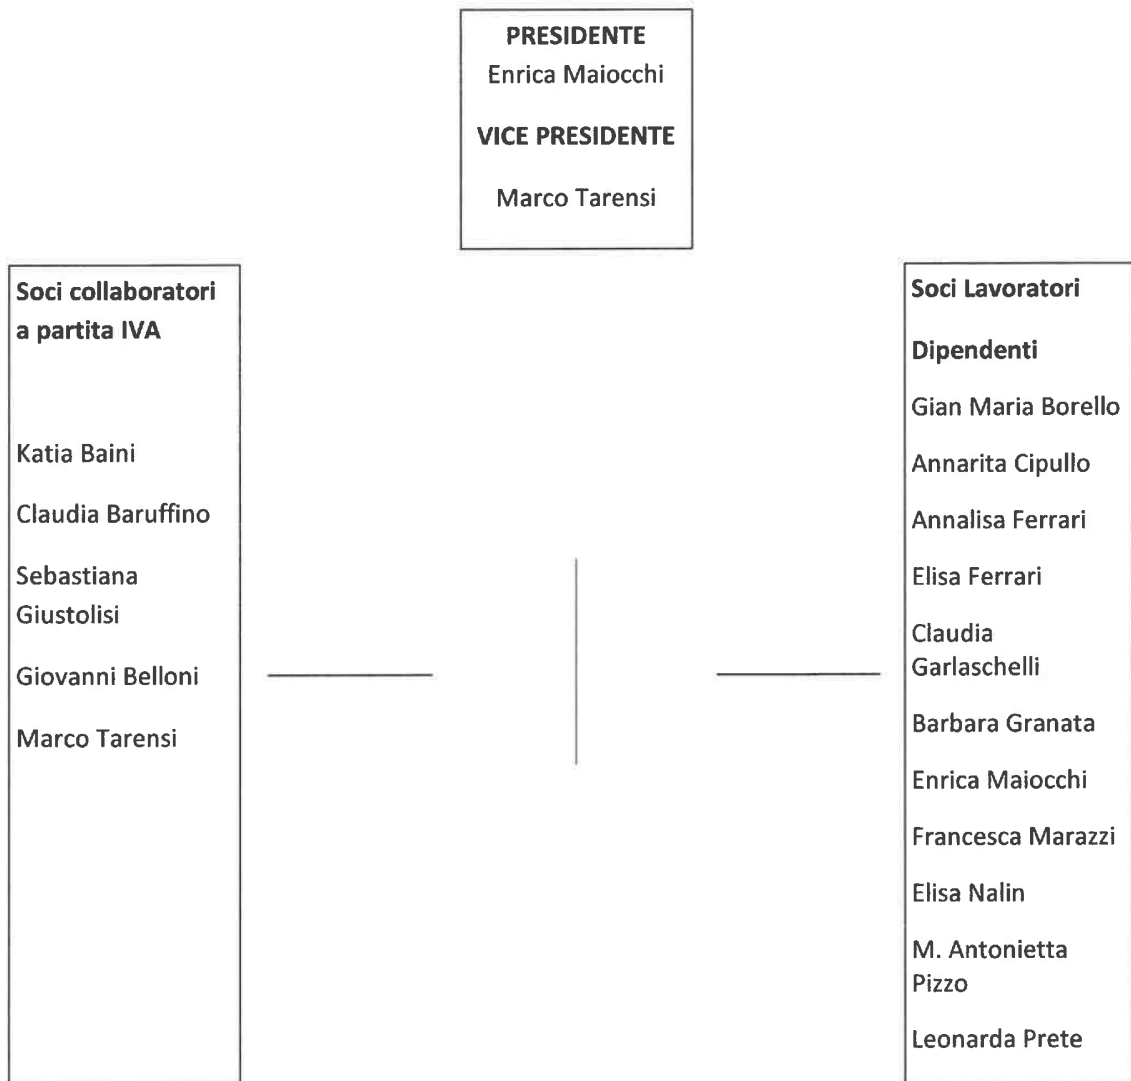 PRESIDENTE
Enrica Maiocchi
VICE PRESIDENTE
Marco Tarensi
Soci collaboratori
a partita IVA
Katia Baini
Claudia Baruffino
Sebastiana
Giustolisi
Giovanni Belloni
Marco Tarensi
Soci Lavoratori
Dipendenti
Gian Maria Borello
Annarita Cipullo
Annalisa Ferrari
Elisa Ferrari
Claudia
Garlaschelli
Barbara Granata
Enrica Maiocchi
Francesca Marazzi
Elisa Nalin
M. Antonietta
Pizzo
Leonarda Prete